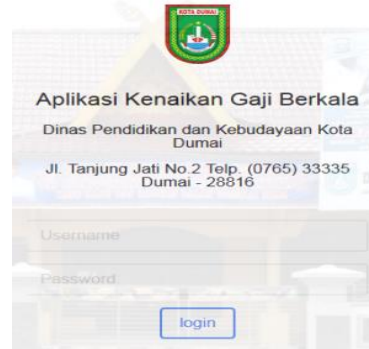 KOTA DUMAI
Aplikasi Kenaikan Gaji Berkala
Dinas Pendidikan dan Kebudayaan Kota
Dumai
Jl. Tanjung Jati No.2 Telp. (0765) 33335
Dumai - 28816
Username
Password
login